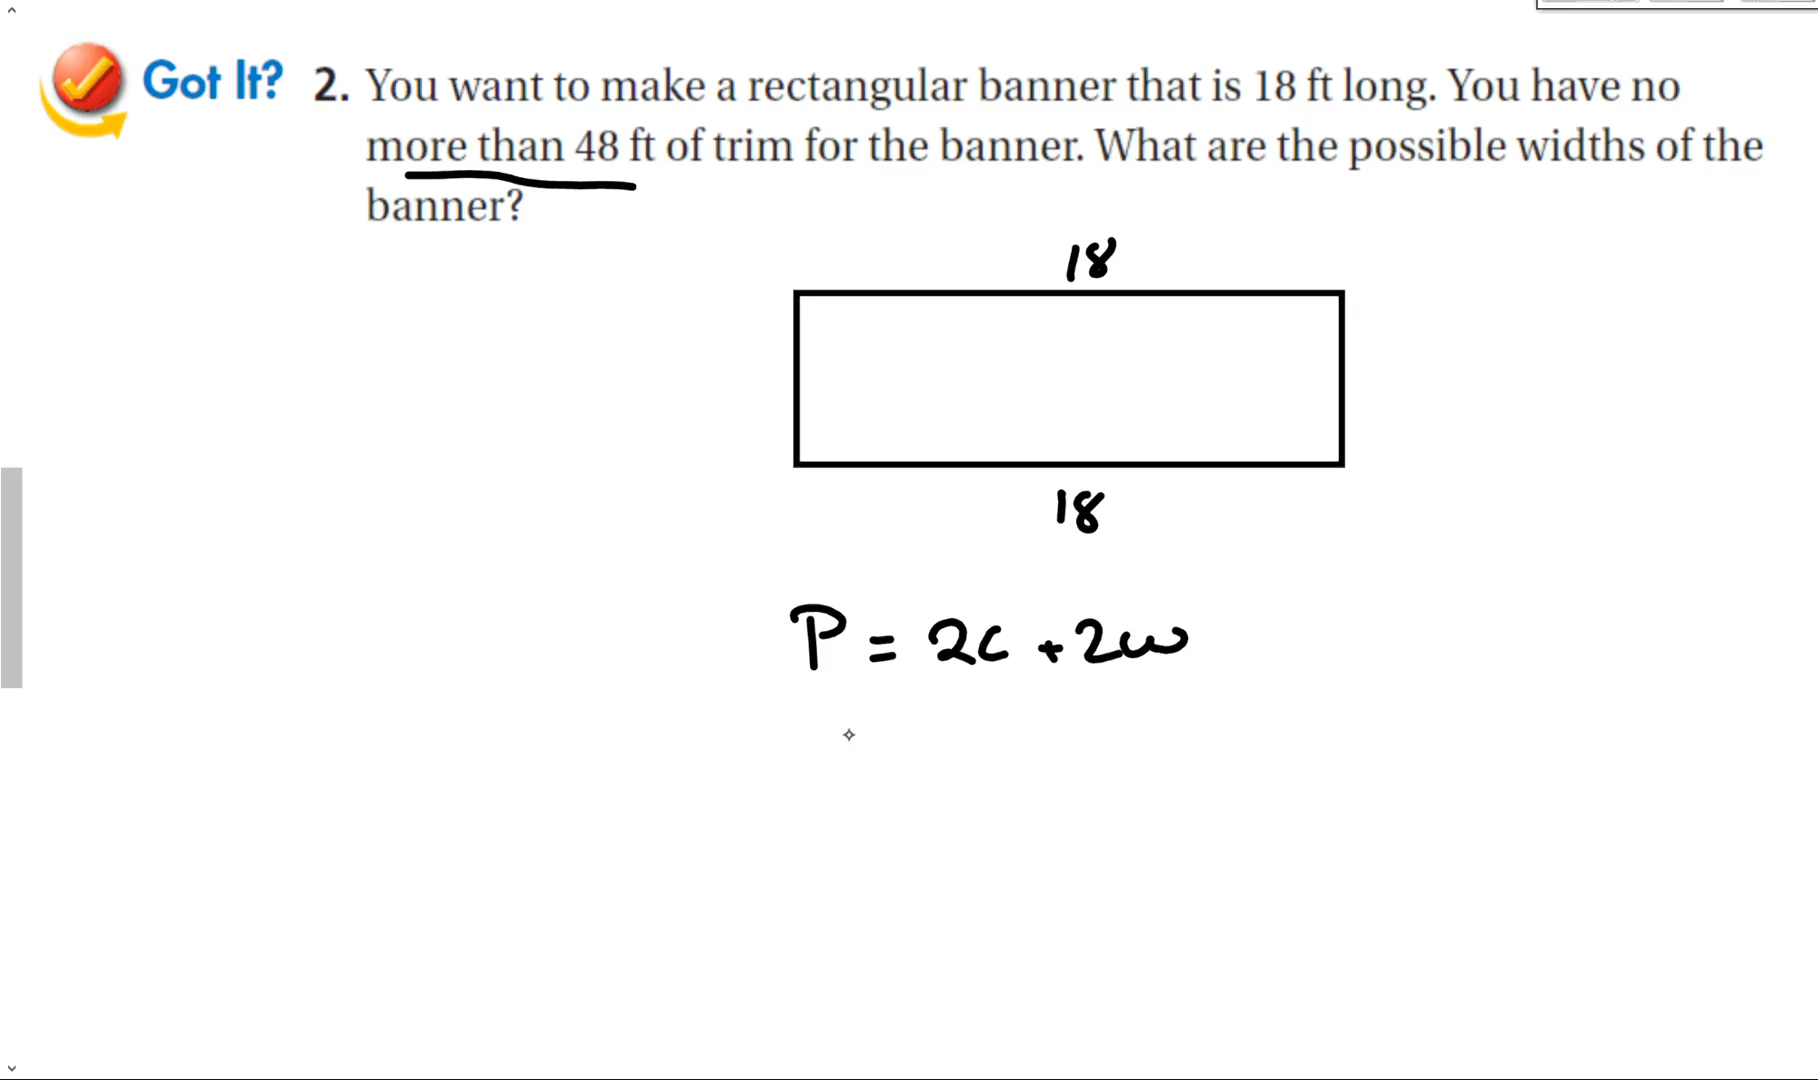 Got It? 2. You want to make a rectangular banner that is 18 ft long. You have no
more than 48 ft of trim for the banner. What are the possible widths of the
banner?
18
18
P = 2L + 2w